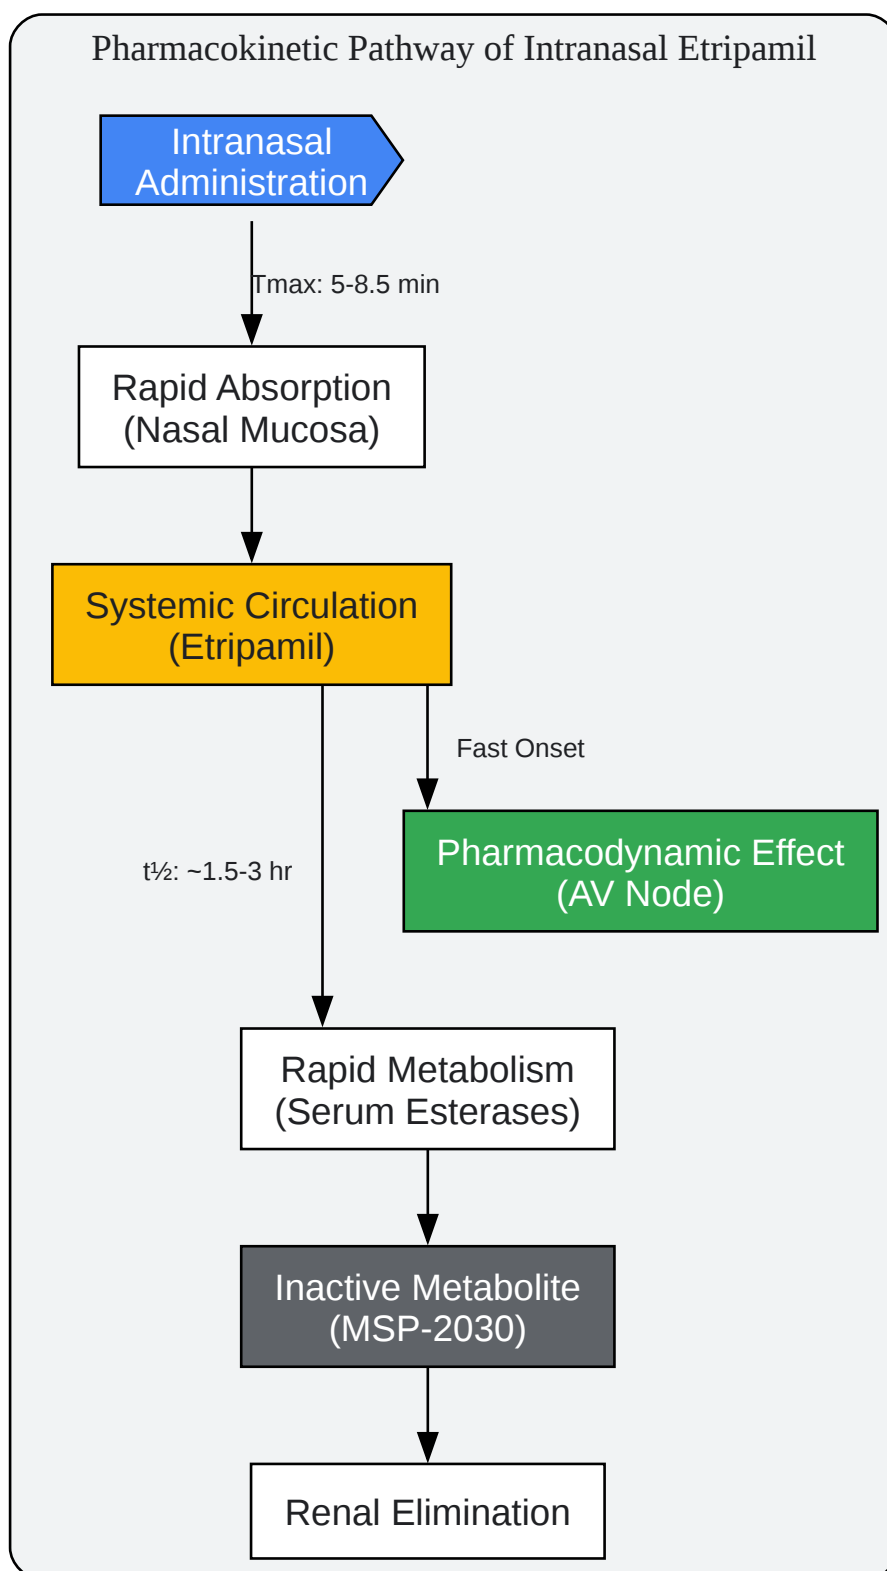 Pharmacokinetic Pathway of Intranasal Etripamil
Intranasal
Administration
Tmax: 5-8.5 min
Rapid Absorption
(Nasal Mucosa)
Systemic Circulation
(Etripamil)
Fast Onset
Pharmacodynamic Effect
(AV Node)
t½: ~1.5-3 hr
Rapid Metabolism
(Serum Esterases)
Inactive Metabolite
(MSP-2030)
Renal Elimination